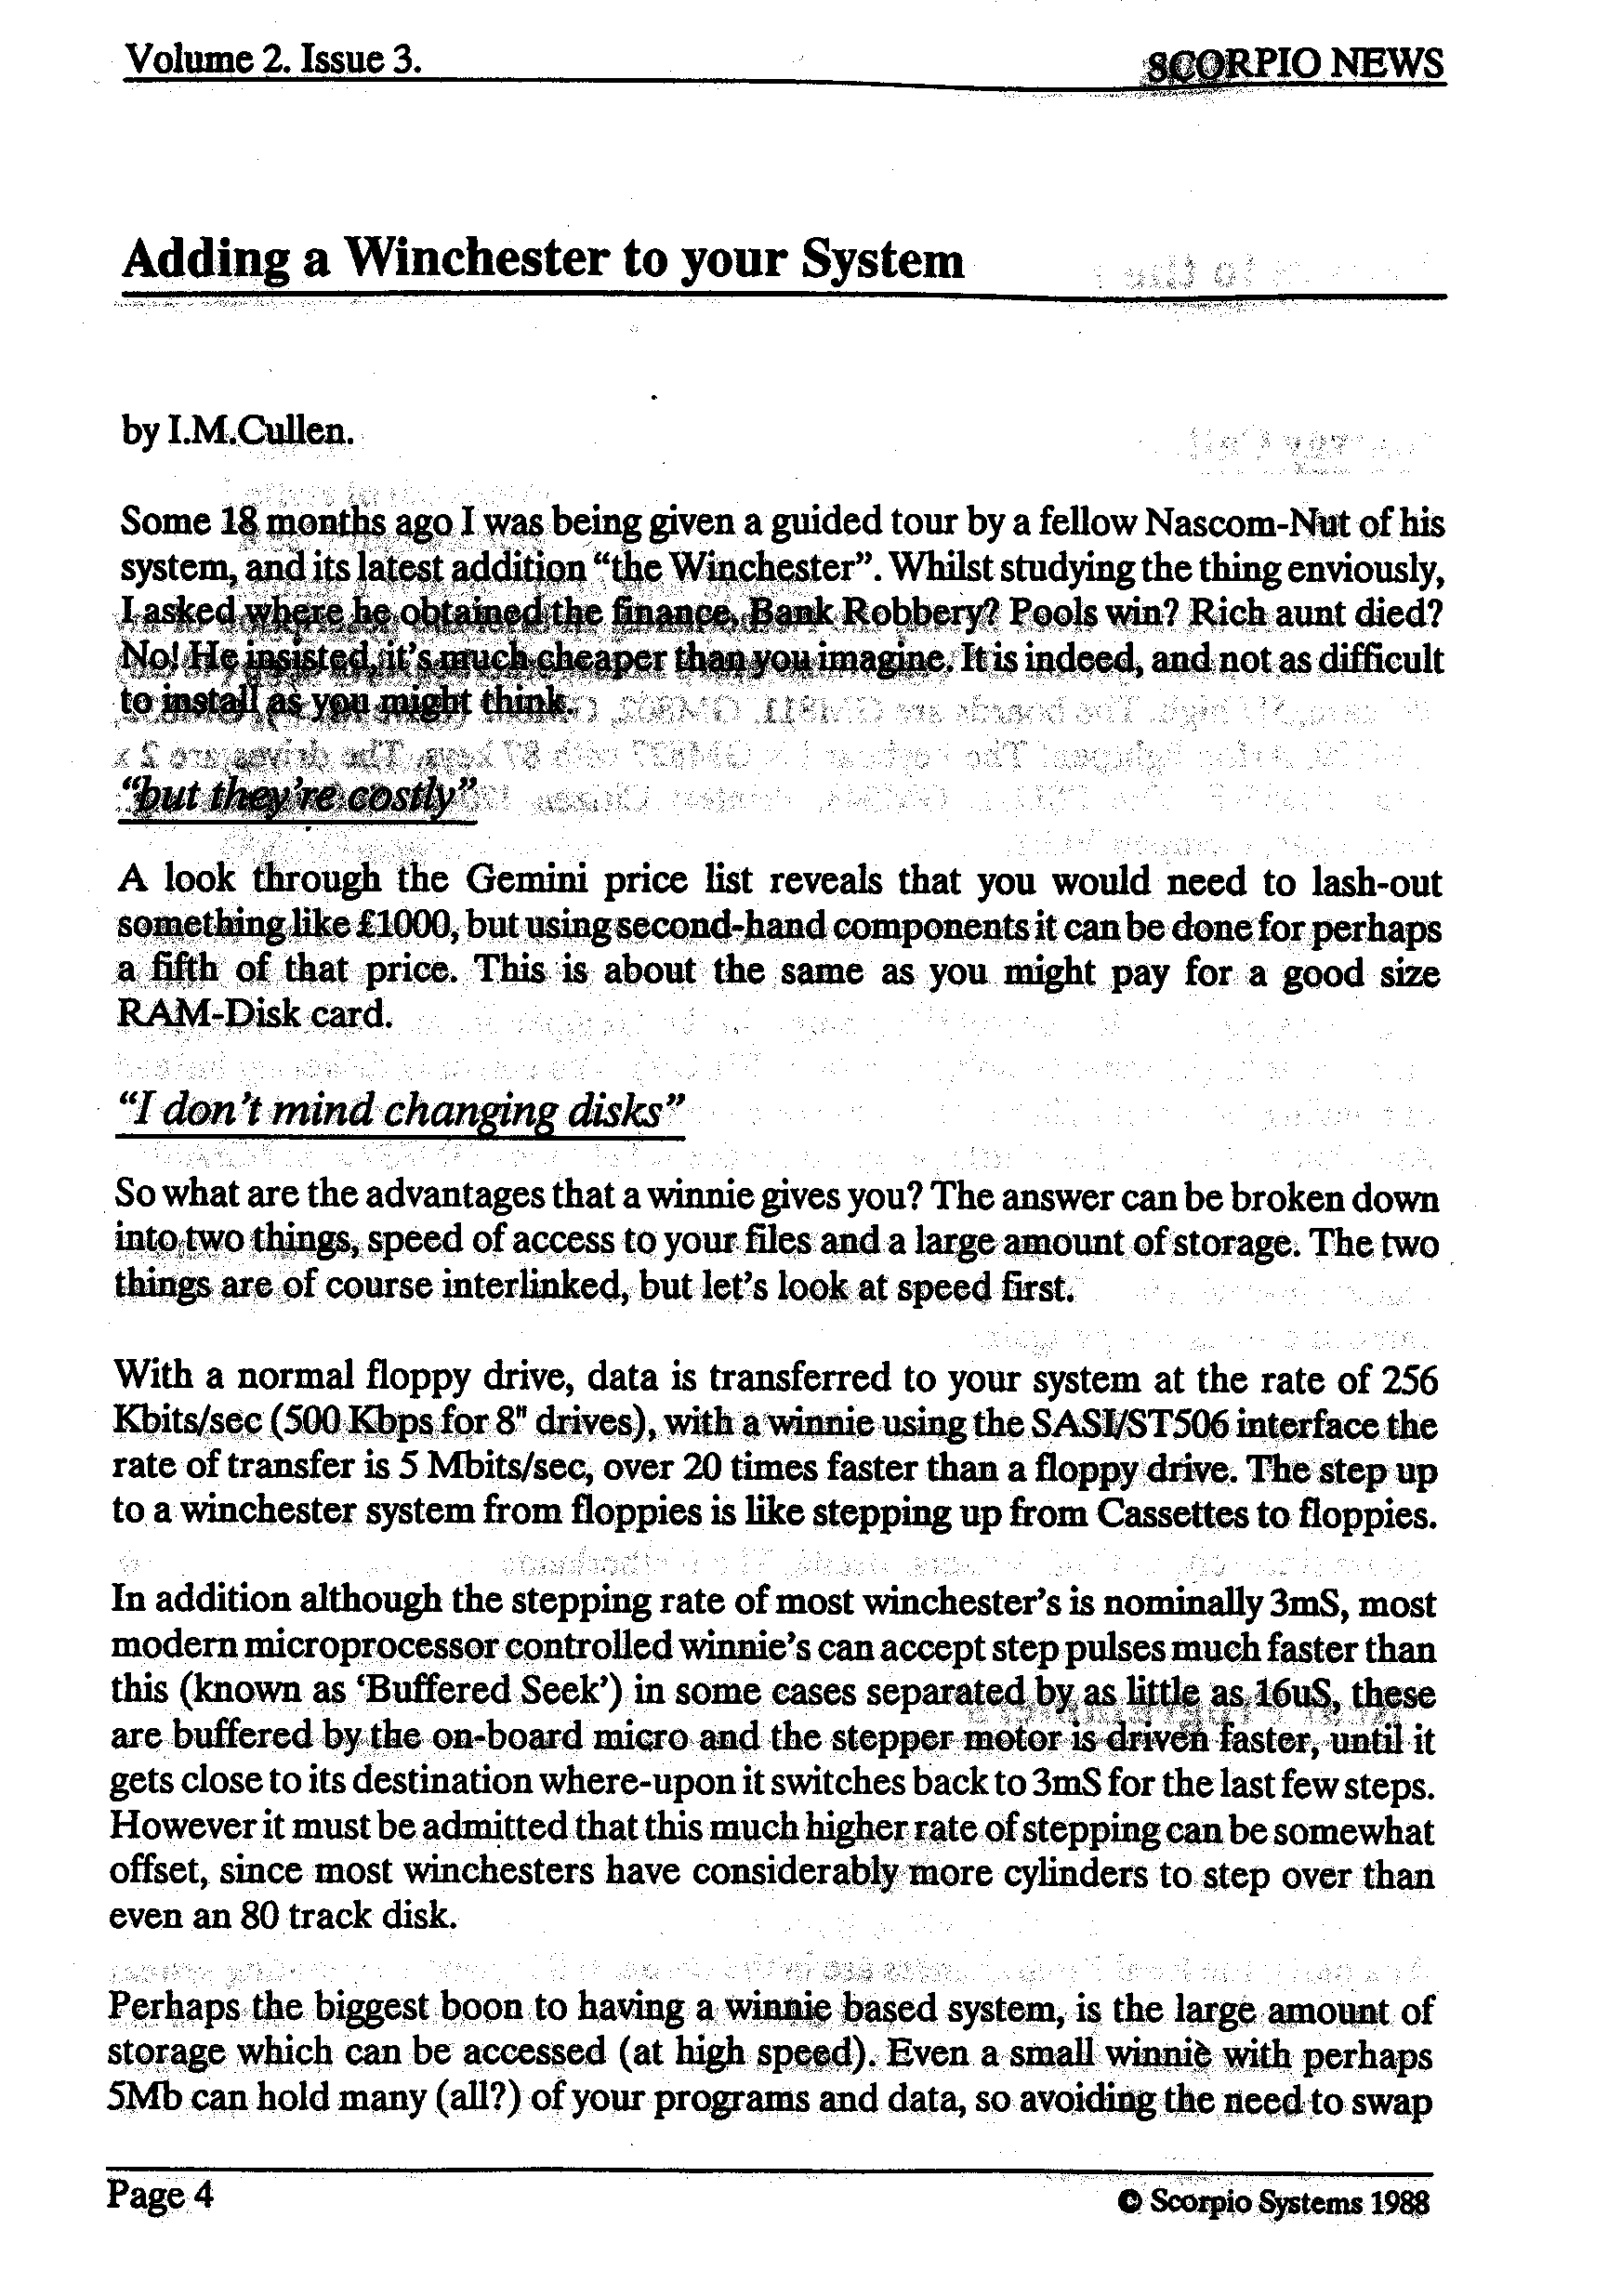 Volume 2. Issue 3.
SCORPIO NEWS
Adding a Winchester to your System
by I.M.Cullen.
Some 18 months ago I was being given a guided tour by a fellow Nascom-Nut of his
system, and its latest addition “the Winchester”. Whilst studying the thing enviously,
I asked where he obtained the finance, Bank Robbery? Pools win? Rich aunt died?
No! He insisted, it’s much cheaper than you imagine. It is indeed, and not as difficult
to install as you might think.
“but they’re costly”
A look through the Gemini price list reveals that you would need to lash-out
something like £1000, but using second-hand components it can be done for perhaps
a fifth of that price. This is about the same as you might pay for a good size
RAM-Disk card.
“I don’t mind changing disks”
So what are the advantages that a winnie gives you? The answer can be broken down
into two things, speed of access to your files and a large amount of storage. The two
things are of course interlinked, but let’s look at speed first.
With a normal floppy drive, data is transferred to your system at the rate of 256
Kbits/sec (500 Kbps for 8" drives), with a winnie using the SASI/ST506 interface the
rate of transfer is 5 Mbits/sec, over 20 times faster than a floppy drive. The step up
to a winchester system from floppies is like stepping up from Cassettes to floppies.
In addition although the stepping rate of most winchester’s is nominally 3mS, most
modern microprocessor controlled winnie’s can accept step pulses much faster than
this (known as ‘Buffered Seek’) in some cases separated by as little as 16uS, these
are buffered by the on-board micro and the stepper motor is driven faster, until it
gets close to its destination where-upon it switches back to 3mS for the last few steps.
However it must be admitted that this much higher rate of stepping can be somewhat
offset, since most winchesters have considerably more cylinders to step over than
even an 80 track disk.
Perhaps the biggest boon to having a winnie based system, is the large amount of
storage which can be accessed (at high speed). Even a small winnie with perhaps
5Mb can hold many (all?) of your programs and data, so avoiding the need to swap
Page 4
© Scorpio Systems 1988